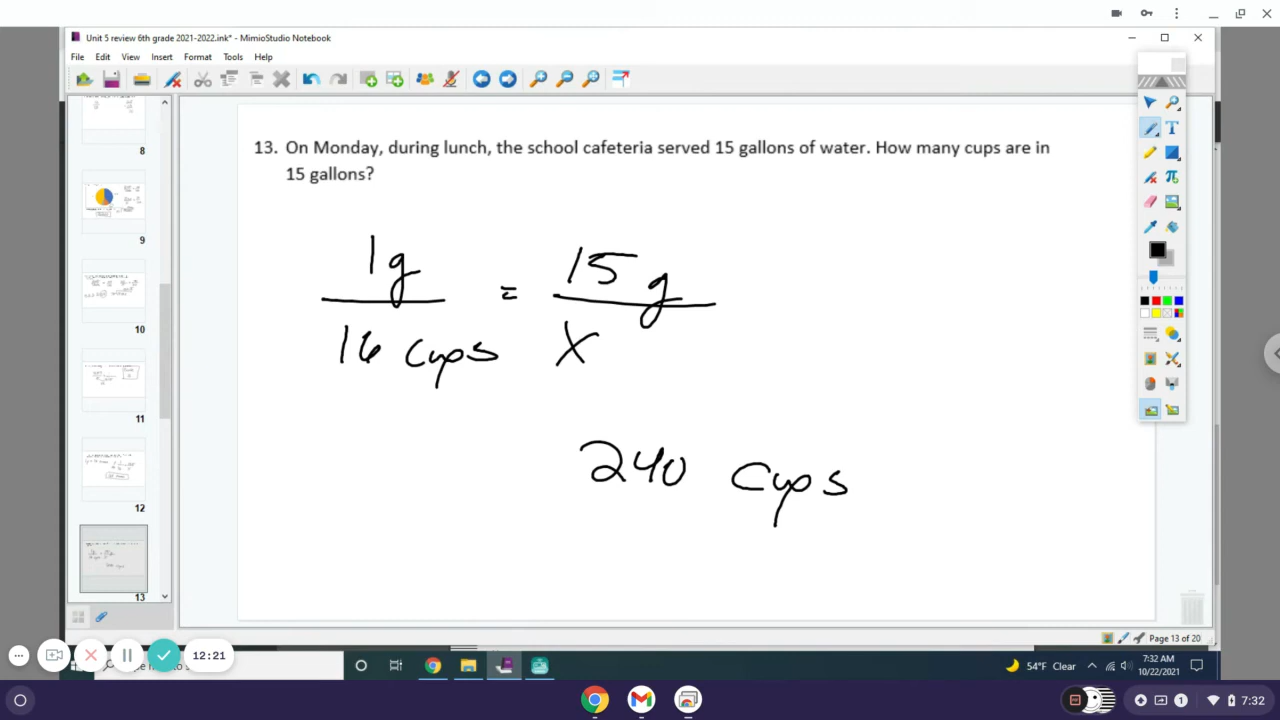 Unit 5 review 6th grade 2021-2022.ink* - MimioStudio Notebook
File Edit View Insert Format Tools Help
8
9
10
11
12
13
13. On Monday, during lunch, the school cafeteria served 15 gallons of water. How many cups are in
15 gallons?
1g = 15 g
16 cups X
240 cups
Page 13 of 20
12:21
54°F Clear
7:32 AM
10/22/2021
1
7:32